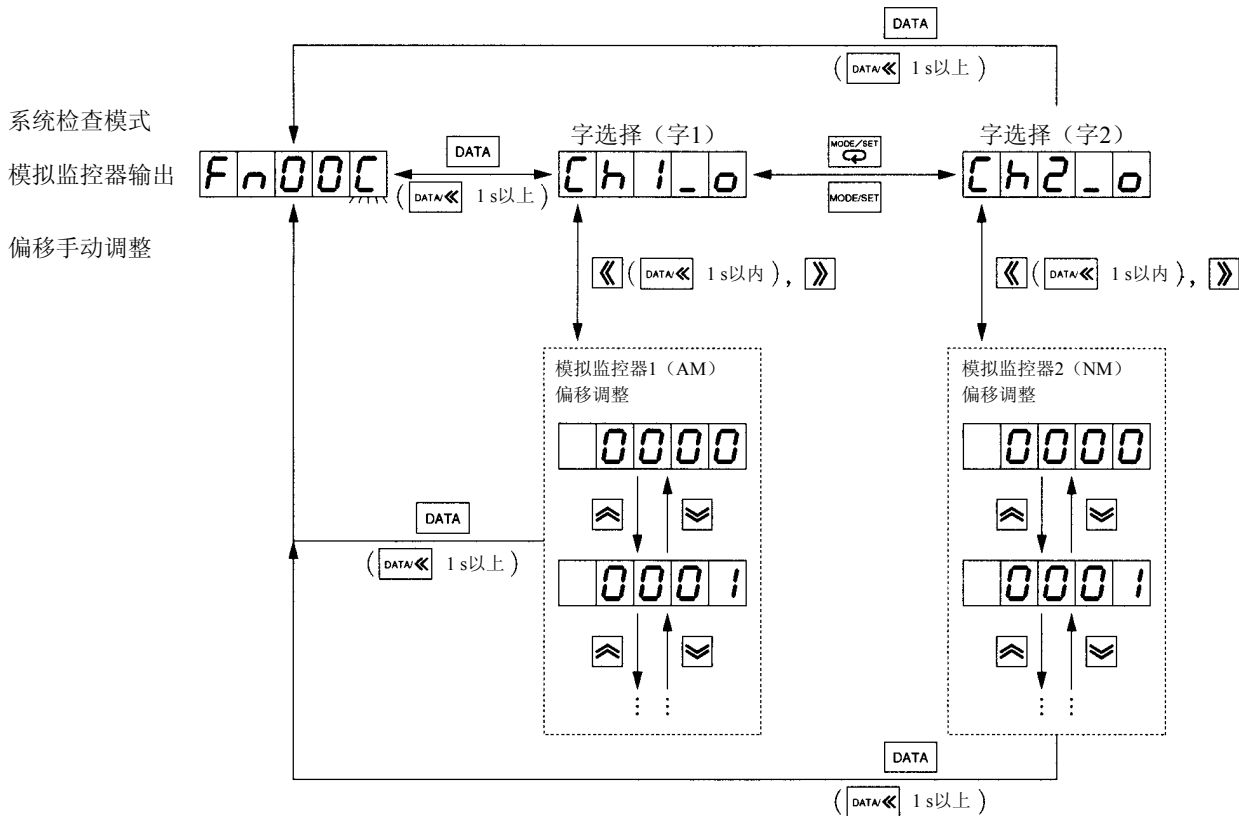 DATA
( DATA/≪ 1 s以上 )
系统检查模式
模拟监控器输出
偏移手动调整
Fn00C
DATA
( DATA/≪ 1 s以上 )
字选择（字1）
Ch1_o
MODE/SET
MODE/SET
字选择（字2）
Ch2_o
≪ ( DATA/≪ 1 s以内 ), ≫
≪ ( DATA/≪ 1 s以内 ), ≫
模拟监控器1（AM）
偏移调整
0000
0001
模拟监控器2（NM）
偏移调整
0000
0001
DATA
( DATA/≪ 1 s以上 )
DATA
( DATA/≪ 1 s以上 )